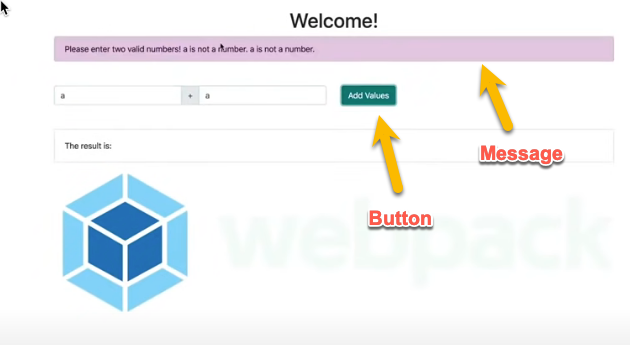 Welcome!
Please enter two valid numbers! a is not a number. a is not a number.
a + a Add Values
Message
The result is:
Button
webpack